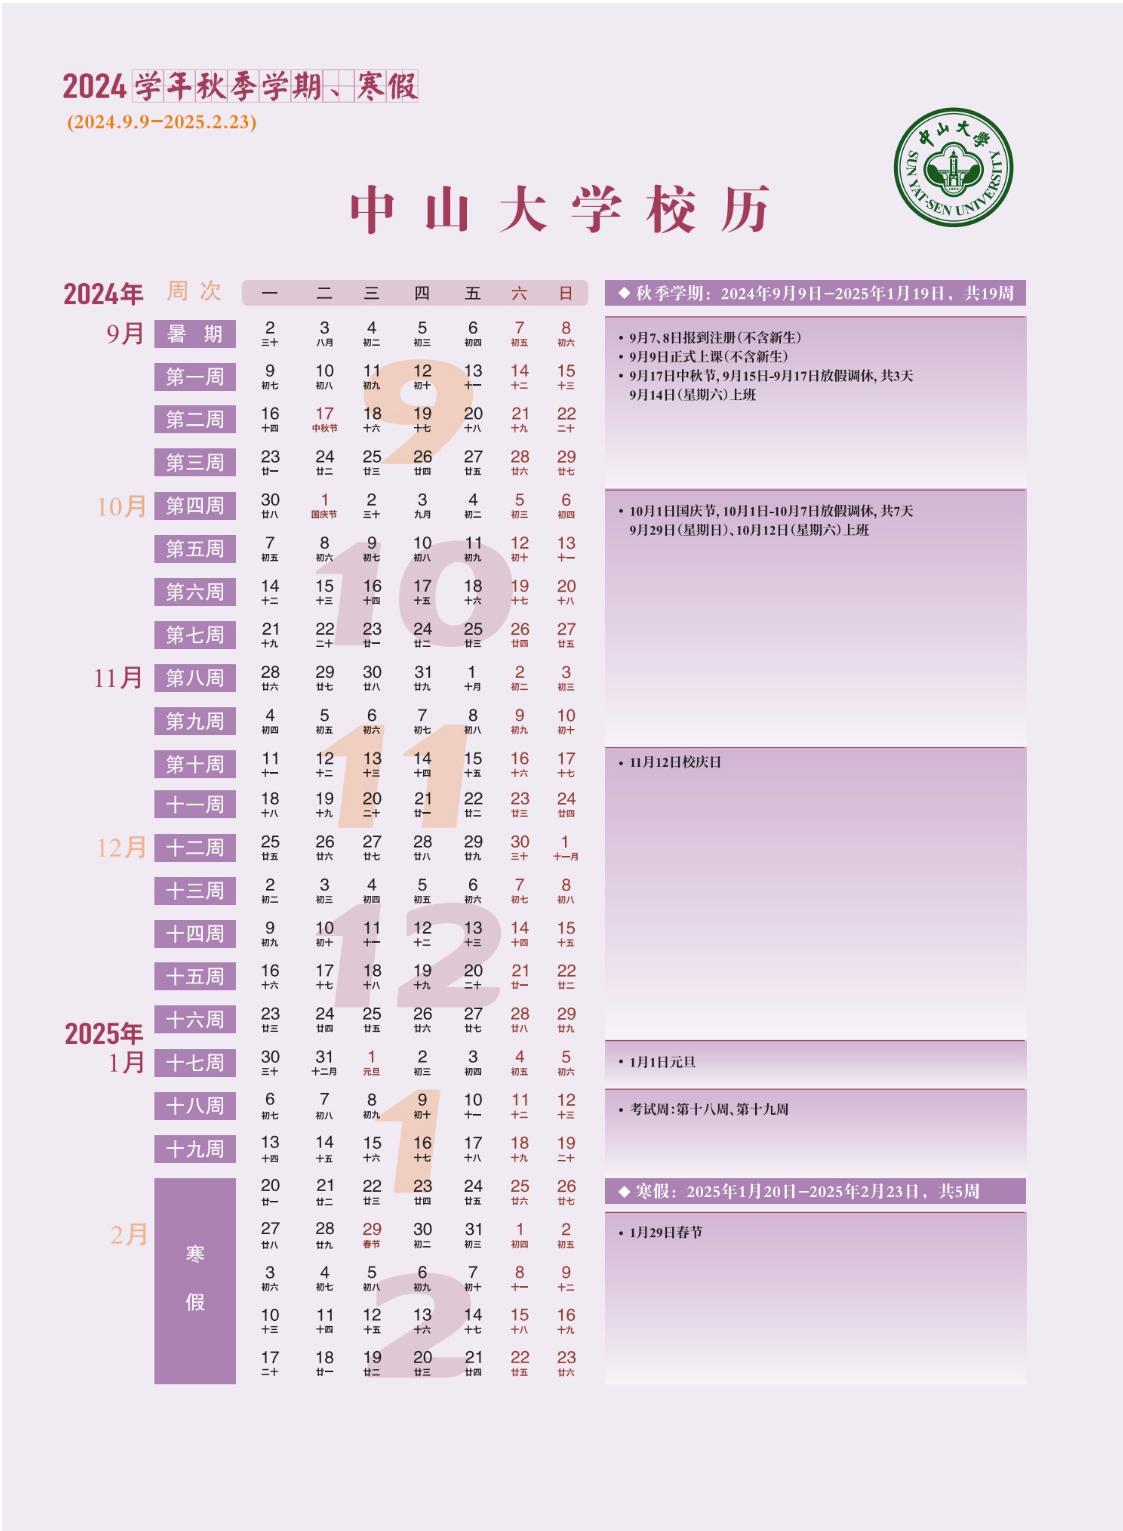 2024学年秋季学期、寒假
(2024.9.9-2025.2.23)
中山大学
SUN YAT-SEN UNIVERSITY
中山大学校历
2024年 周次 一 二 三 四 五 六 日
◆ 秋季学期：2024年9月9日-2025年1月19日，共19周
9月 暑期 2 3 4 5 6 7 8
三十 八月 初二 初三 初四 初五 初六
• 9月7、8日报到注册(不含新生)
• 9月9日正式上课(不含新生)
• 9月17日中秋节, 9月15日-9月17日放假调休, 共3天
9月14日(星期六)上班
第一周 9 10 11 12 13 14 15
初七 初八 初九 初十 十一 十二 十三
9
第二周 16 17 18 19 20 21 22
十四 中秋节 十六 十七 十八 十九 二十
第三周 23 24 25 26 27 28 29
廿一 廿二 廿三 廿四 廿五 廿六 廿七
10月 第四周 30 1 2 3 4 5 6
廿八 国庆节 三十 九月 初二 初三 初四
• 10月1日国庆节, 10月1日-10月7日放假调休, 共7天
9月29日(星期日)、10月12日(星期六)上班
第五周 7 8 9 10 11 12 13
初五 初六 初七 初八 初九 初十 十一
10
第六周 14 15 16 17 18 19 20
十二 十三 十四 十五 十六 十七 十八
第七周 21 22 23 24 25 26 27
十九 二十 廿一 廿二 廿三 廿四 廿五
11月 第八周 28 29 30 31 1 2 3
廿六 廿七 廿八 廿九 十月 初二 初三
第九周 4 5 6 7 8 9 10
初四 初五 初六 初七 初八 初九 初十
11
第十周 11 12 13 14 15 16 17
十一 十二 十三 十四 十五 十六 十七
• 11月12日校庆日
十一周 18 19 20 21 22 23 24
十八 十九 二十 廿一 廿二 廿三 廿四
12月 十二周 25 26 27 28 29 30 1
廿五 廿六 廿七 廿八 廿九 三十 十一月
十三周 2 3 4 5 6 7 8
初二 初三 初四 初五 初六 初七 初八
12
十四周 9 10 11 12 13 14 15
初九 初十 十一 十二 十三 十四 十五
十五周 16 17 18 19 20 21 22
十六 十七 十八 十九 二十 廿一 廿二
十六周 23 24 25 26 27 28 29
廿三 廿四 廿五 廿六 廿七 廿八 廿九
2025年
1月 十七周 30 31 1 2 3 4 5
三十 十二月 元旦 初三 初四 初五 初六
• 1月1日元旦
十八周 6 7 8 9 10 11 12
初七 初八 初九 初十 十一 十二 十三
• 考试周：第十八周、第十九周
1
十九周 13 14 15 16 17 18 19
十四 十五 十六 十七 十八 十九 二十
20 21 22 23 24 25 26
廿一 廿二 廿三 廿四 廿五 廿六 廿七
◆ 寒假：2025年1月20日-2025年2月23日，共5周
2月 寒假 27 28 29 30 31 1 2
廿八 廿九 春节 初二 初三 初四 初五
• 1月29日春节
3 4 5 6 7 8 9
初六 初七 初八 初九 初十 十一 十二
2
10 11 12 13 14 15 16
十三 十四 十五 十六 十七 十八 十九
17 18 19 20 21 22 23
二十 廿一 廿二 廿三 廿四 廿五 廿六